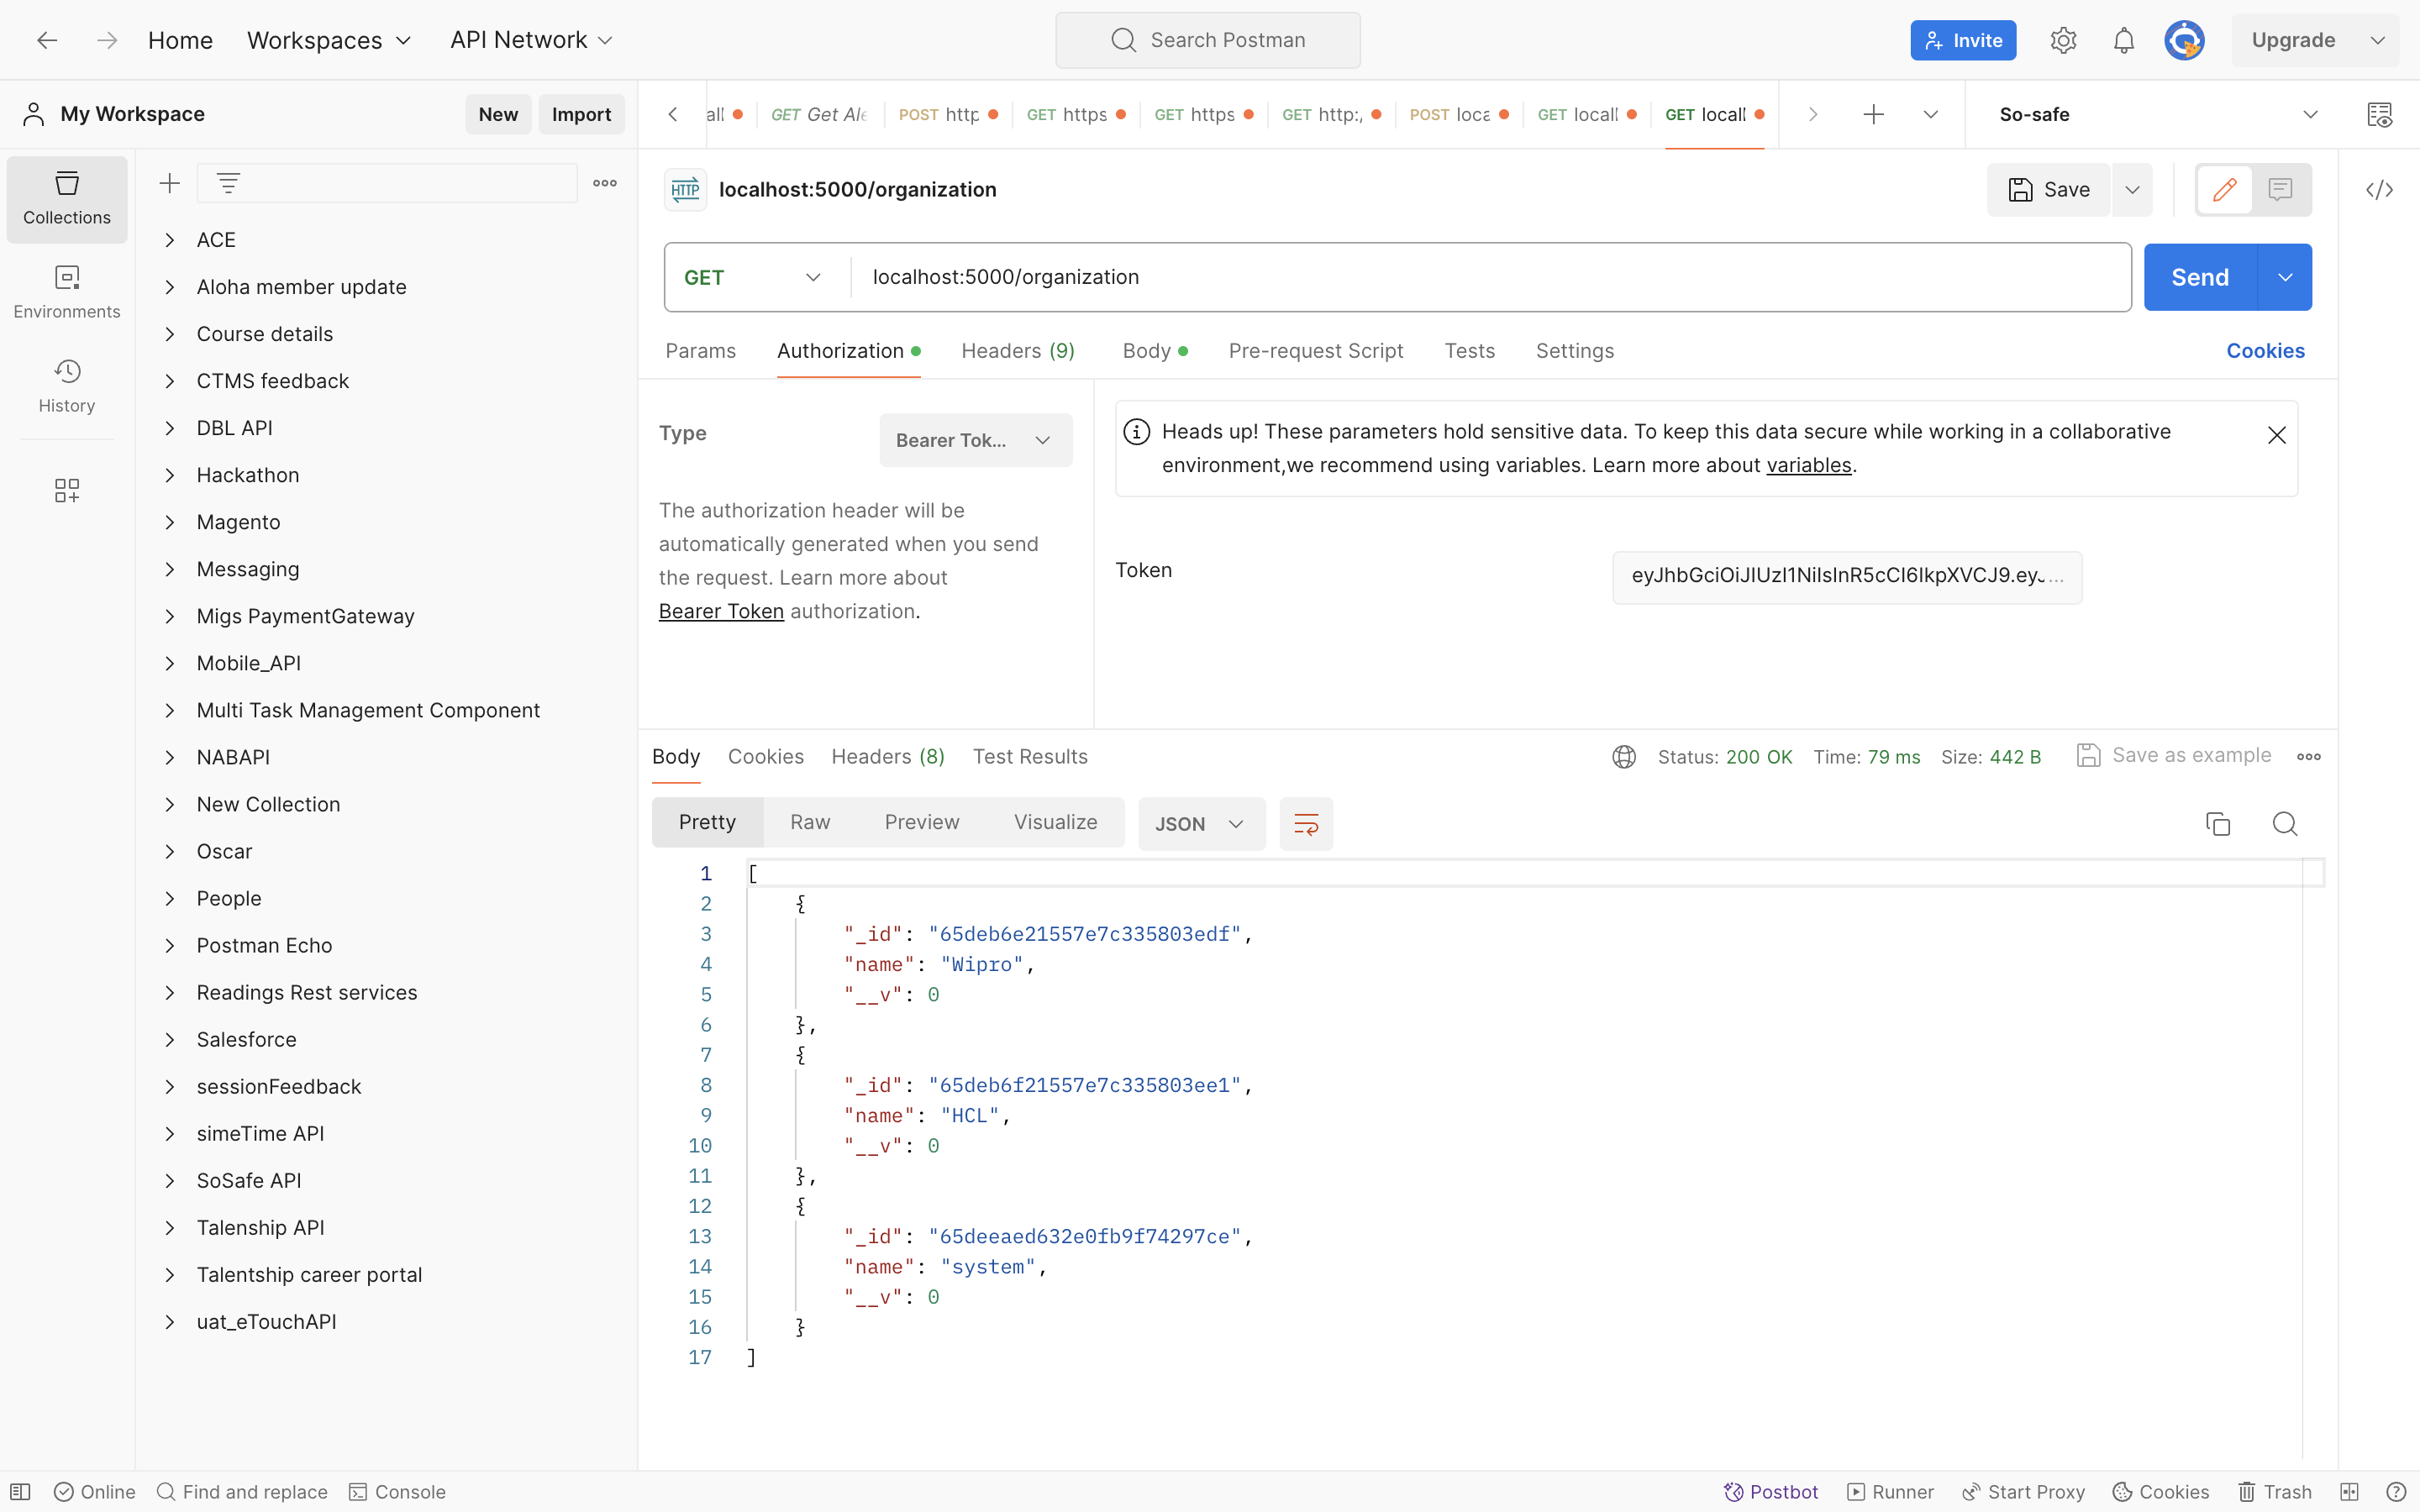 Home Workspaces API Network Search Postman Invite Upgrade
My Workspace New Import
GET POST http GET https GET https GET http:/ POST GET locall GET locall So-safe
Collections
Environments
History
ACE
Aloha member update
Course details
CTMS feedback
DBL API
Hackathon
Magento
Messaging
Migs PaymentGateway
Mobile_API
Multi Task Management Component
NABAPI
New Collection
Oscar
People
Postman Echo
Readings Rest services
Salesforce
sessionFeedback
simeTime API
SoSafe API
Talenship API
Talentship career portal
uat_eTouchAPI
HTTP localhost:5000/organization Save
GET localhost:5000/organization Send
Params Authorization Headers (9) Body Pre-request Script Tests Settings Cookies
Type Bearer Tok...
The authorization header will be
automatically generated when you send
the request. Learn more about
Bearer Token authorization.
Heads up! These parameters hold sensitive data. To keep this data secure while working in a collaborative
environment,we recommend using variables. Learn more about variables.
Token eyJhbGciOiJIUzI1NiIsInR5cCI6IkpXVCJ9.eyJ...
Body Cookies Headers (8) Test Results Status: 200 OK Time: 79 ms Size: 442 B Save as example
Pretty Raw Preview Visualize JSON
1 [
2 {
3 "_id": "65deb6e21557e7c335803edf",
4 "name": "Wipro",
5 "__v": 0
6 },
7 {
8 "_id": "65deb6f21557e7c335803ee1",
9 "name": "HCL",
10 "__v": 0
11 },
12 {
13 "_id": "65deeaed632e0fb9f74297ce",
14 "name": "system",
15 "__v": 0
16 }
17 ]
Online Find and replace Console Postbot Runner Start Proxy Cookies Trash